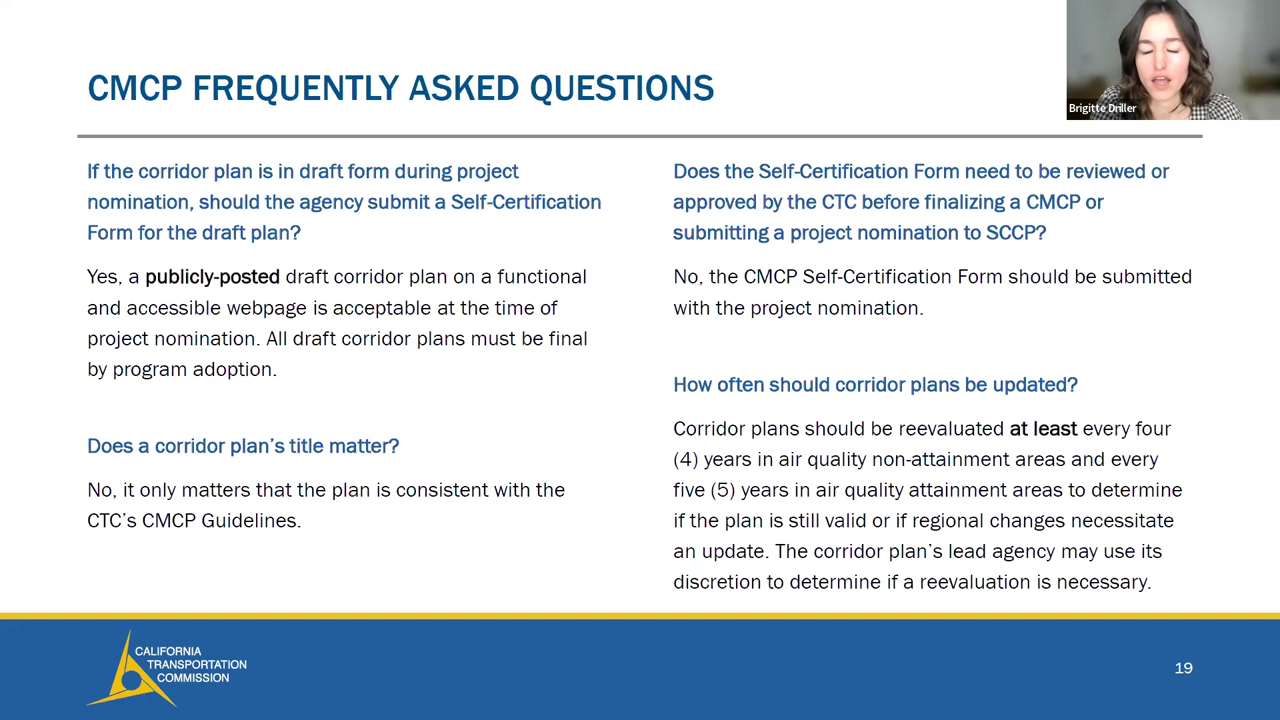 CMCP FREQUENTLY ASKED QUESTIONS
Brigitte Driller
If the corridor plan is in draft form during project
nomination, should the agency submit a Self-Certification
Form for the draft plan?
Yes, a publicly-posted draft corridor plan on a functional
and accessible webpage is acceptable at the time of
project nomination. All draft corridor plans must be final
by program adoption.
Does a corridor plan’s title matter?
No, it only matters that the plan is consistent with the
CTC’s CMCP Guidelines.
Does the Self-Certification Form need to be reviewed or
approved by the CTC before finalizing a CMCP or
submitting a project nomination to SCCP?
No, the CMCP Self-Certification Form should be submitted
with the project nomination.
How often should corridor plans be updated?
Corridor plans should be reevaluated at least every four
(4) years in air quality non-attainment areas and every
five (5) years in air quality attainment areas to determine
if the plan is still valid or if regional changes necessitate
an update. The corridor plan’s lead agency may use its
discretion to determine if a reevaluation is necessary.
CALIFORNIA
TRANSPORTATION
COMMISSION
19